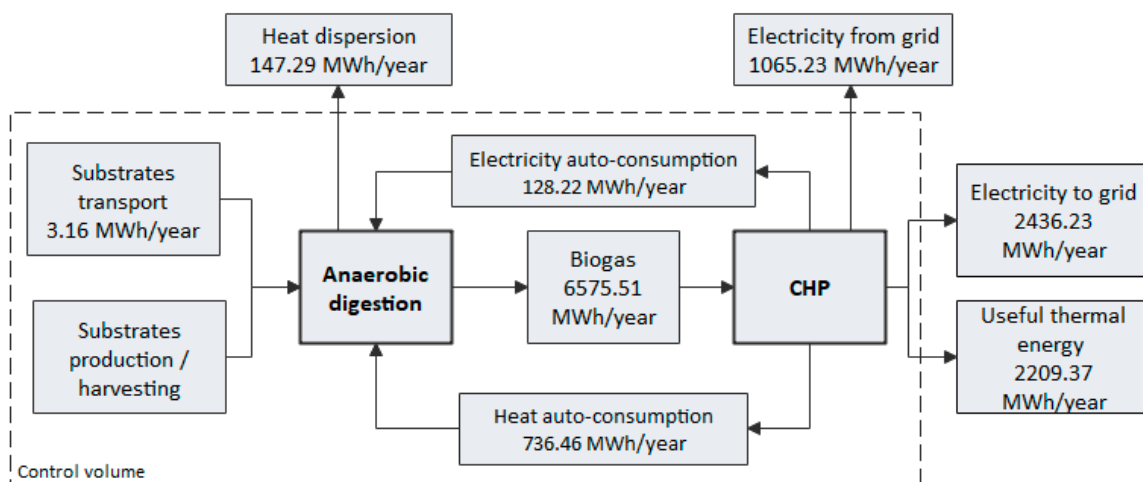 Heat dispersion
147.29 MWh/year
Electricity from grid
1065.23 MWh/year
Substrates
transport
3.16 MWh/year
Electricity auto-consumption
128.22 MWh/year
Electricity to grid
2436.23
MWh/year
Anaerobic
digestion
Biogas
6575.51
MWh/year
CHP
Substrates
production /
harvesting
Useful thermal
energy
2209.37
MWh/year
Heat auto-consumption
736.46 MWh/year
Control volume